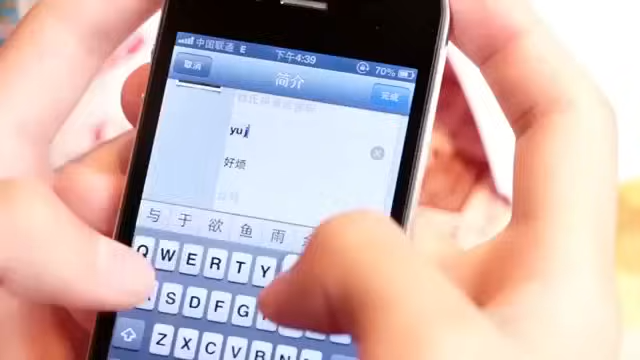 中国联通 E 下午4:39 70%
取消 简介 完成
yu
好烦
与 于 欲 鱼 雨
Q W E R T Y
S D F G
Z X C V B N